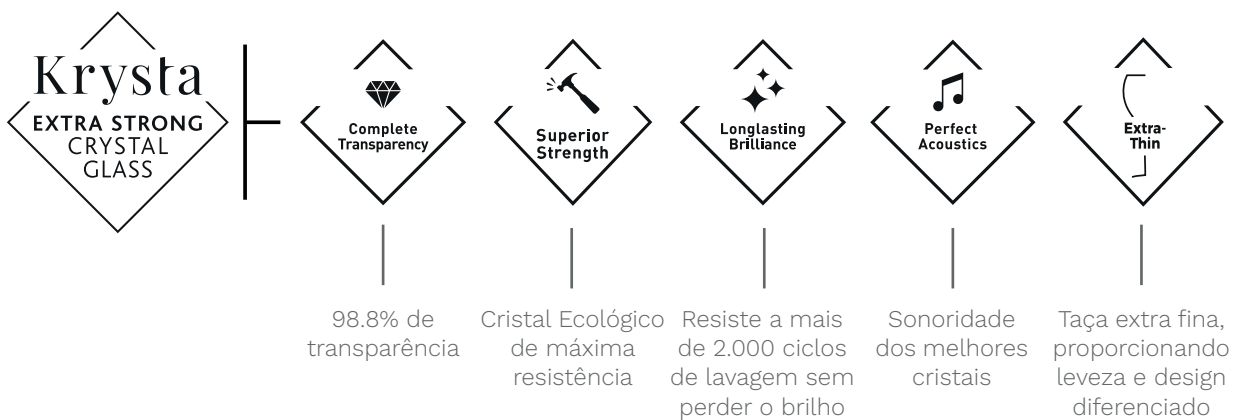 Krysta
EXTRA STRONG
CRYSTAL
GLASS
Complete
Transparency
98.8% de
transparência
Superior
Strength
Cristal Ecológico
de máxima
resistência
Longlasting
Brilliance
Resiste a mais
de 2.000 ciclos
de lavagem sem
perder o brilho
Perfect
Acoustics
Sonoridade
dos melhores
cristais
Extra-
Thin
Taça extra fina,
proporcionando
leveza e design
diferenciado